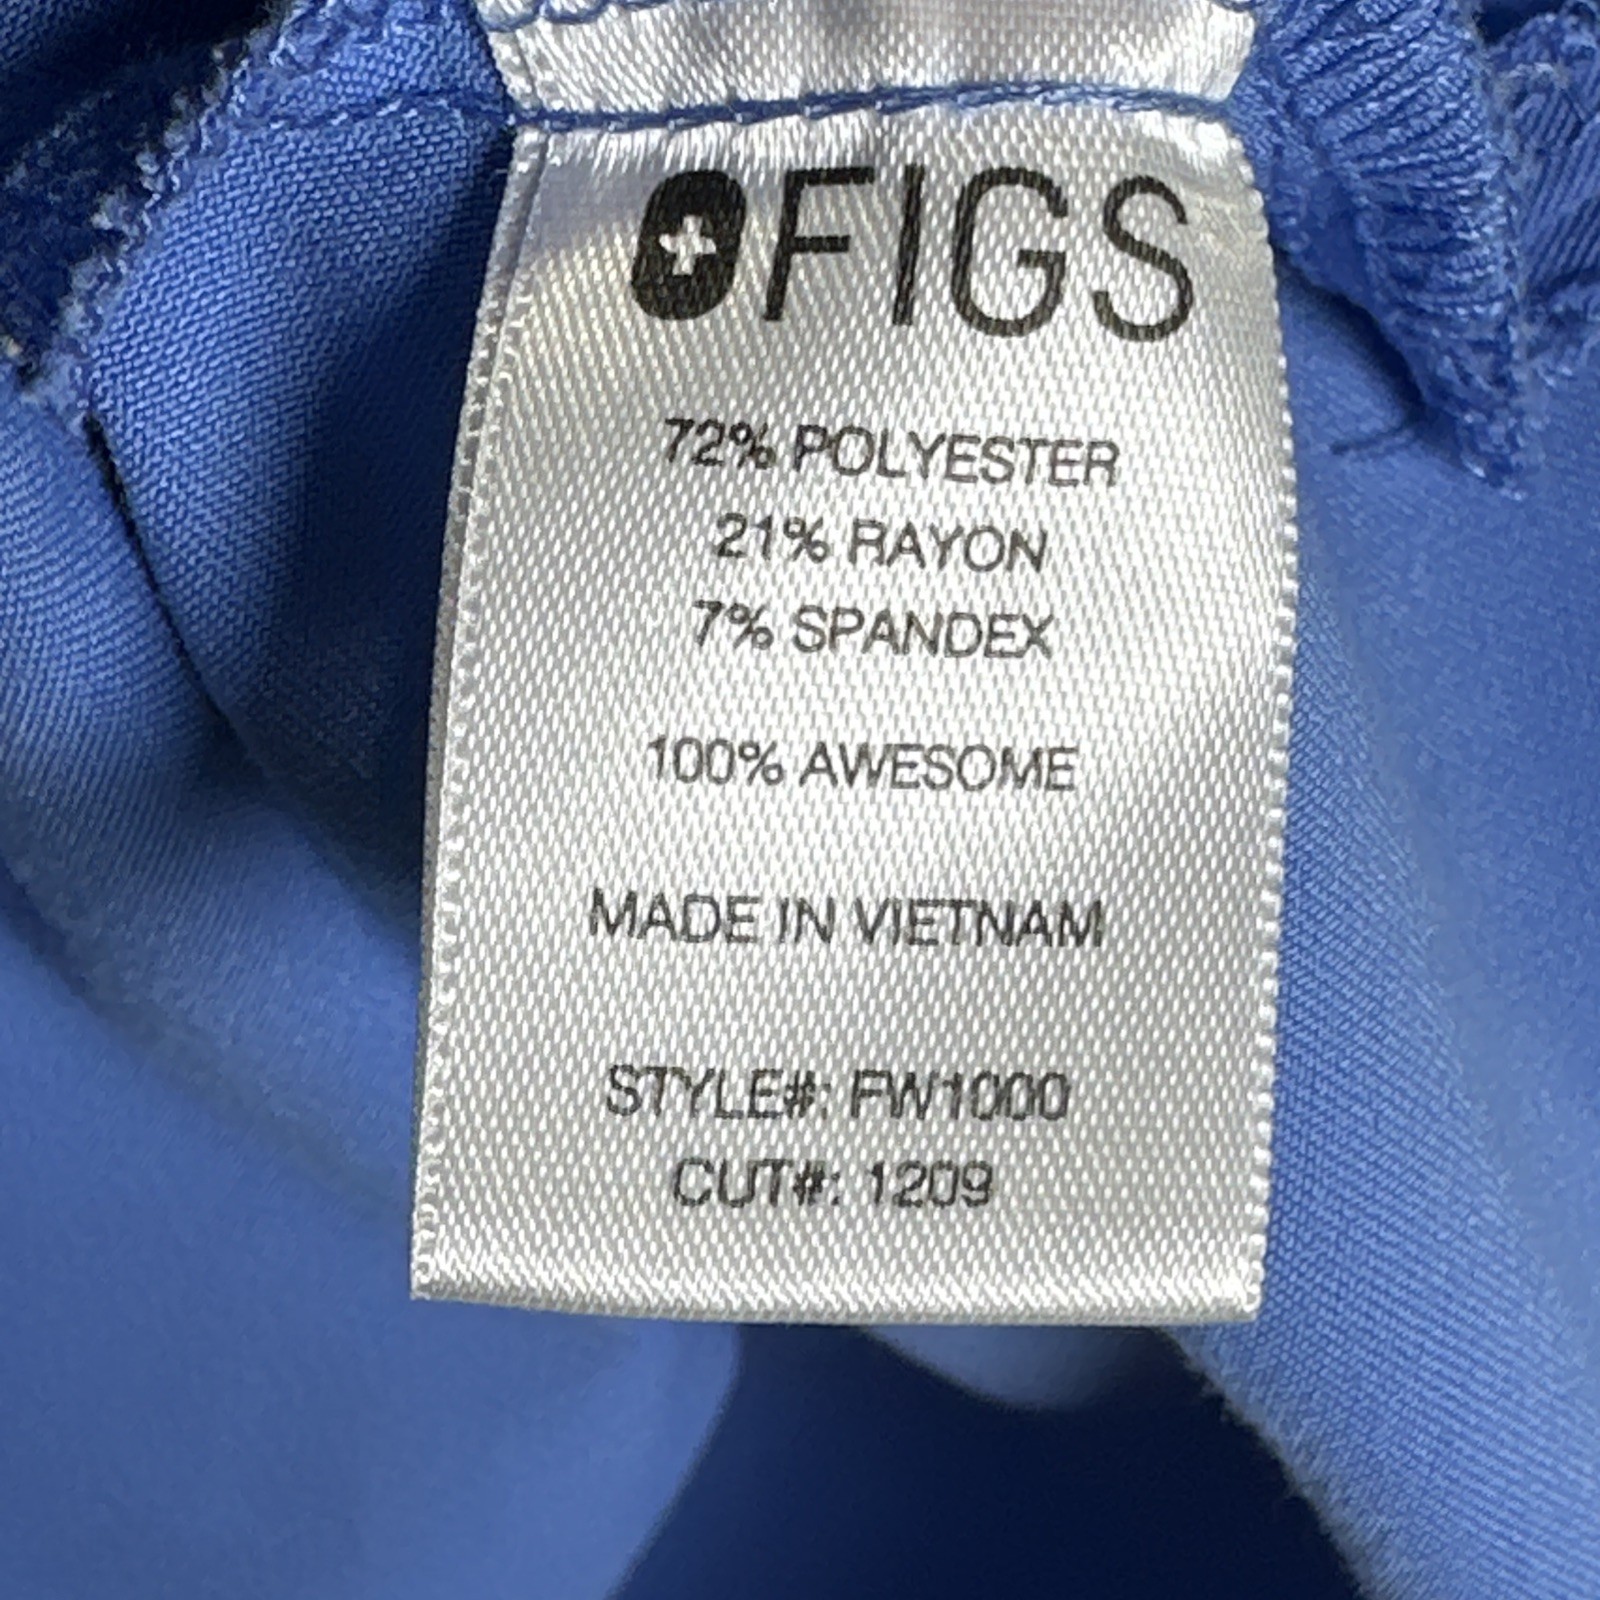 FIGS
72% POLYESTER
21% RAYON
7% SPANDEX
100% AWESOME
MADE IN VIETNAM
STYLE#: FW1000
CUT#: 1209